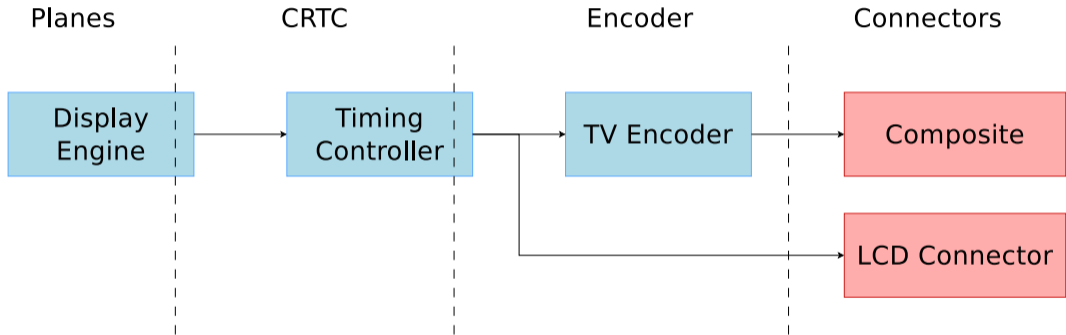 Planes
CRTC
Encoder
Connectors
Display
Engine
Timing
Controller
TV Encoder
Composite
LCD Connector